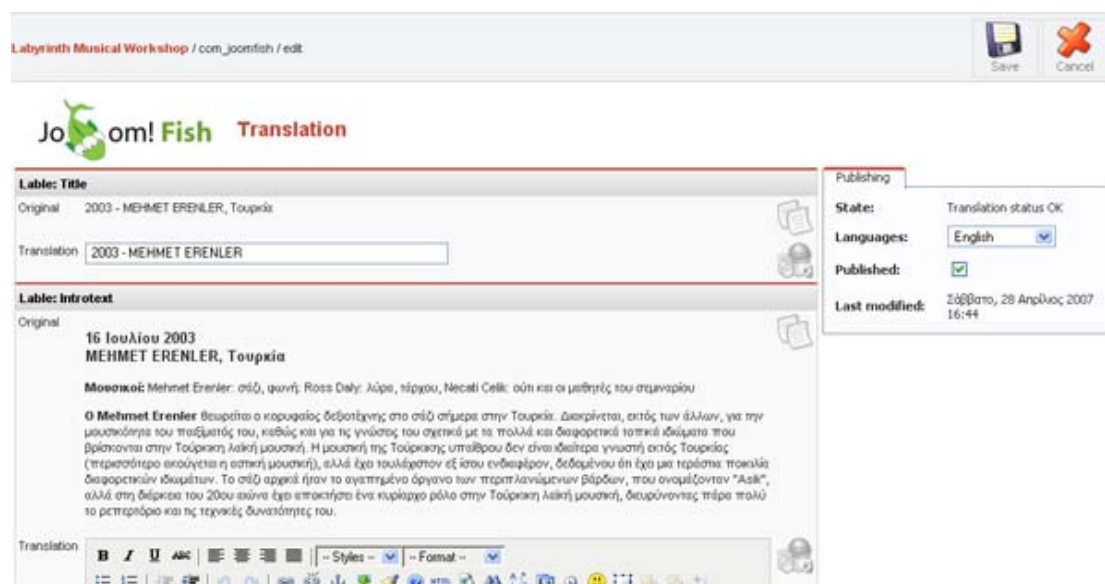 Labyrinth Musical Workshop / com_joomfish / edit
Save Cancel
Joom! Fish Translation
Lable: Title
Original 2003 - MEHMET ERENLER, Τουρκία
Translation 2003 - MEHMET ERENLER
Lable: Introtext
Original
16 Ιουλίου 2003
MEHMET ERENLER, Τουρκία
Μουσικοί: Mehmet Erenler: σάζι, φωνή, Ross Daly: λύρα, τάρχου, Necati Celik: ούτι και οι μαθητές του σεμιναρίου
Ο Mehmet Erenler θεωρείται ο κορυφαίος δεξιοτέχνης στο σάζι σήμερα στην Τουρκία. Διακρίνεται, εκτός των άλλων, για την
μουσικότητα του παιξίματός του, καθώς και για τις γνώσεις του σχετικά με τα πολλά και διαφορετικά τοπικά ιδιώματα που
βρίσκονται στην Τούρκικη λαϊκή μουσική. Η μουσική της Τούρκικης υπαίθρου δεν είναι ιδιαίτερα γνωστή εκτός Τουρκίας
(περισσότερο ακούγεται η αστική μουσική), αλλά έχει τουλάχιστον εξ ίσου ενδιαφέρον, δεδομένου ότι έχει μια τεράστια ποικιλία
διαφορετικών ιδιωμάτων. Το σάζι αρχικά ήταν το αγαπημένο όργανο των περιπλανώμενων βάρδων, που ονομάζονταν "Asik",
αλλά στη διάρκεια του 20ου αιώνα έχει αποκτήσει ένα κυρίαρχο ρόλο στην Τούρκικη λαϊκή μουσική, διευρύνοντας πάρα πολύ
το ρεπερτόριο και τις τεχνικές δυνατότητες του.
Translation
B I U ABC -- Styles -- -- Format --
HTML
Publishing
State: Translation status OK
Languages: English
Published:
Last modified: Σάββατο, 28 Απρίλιος 2007
16:44